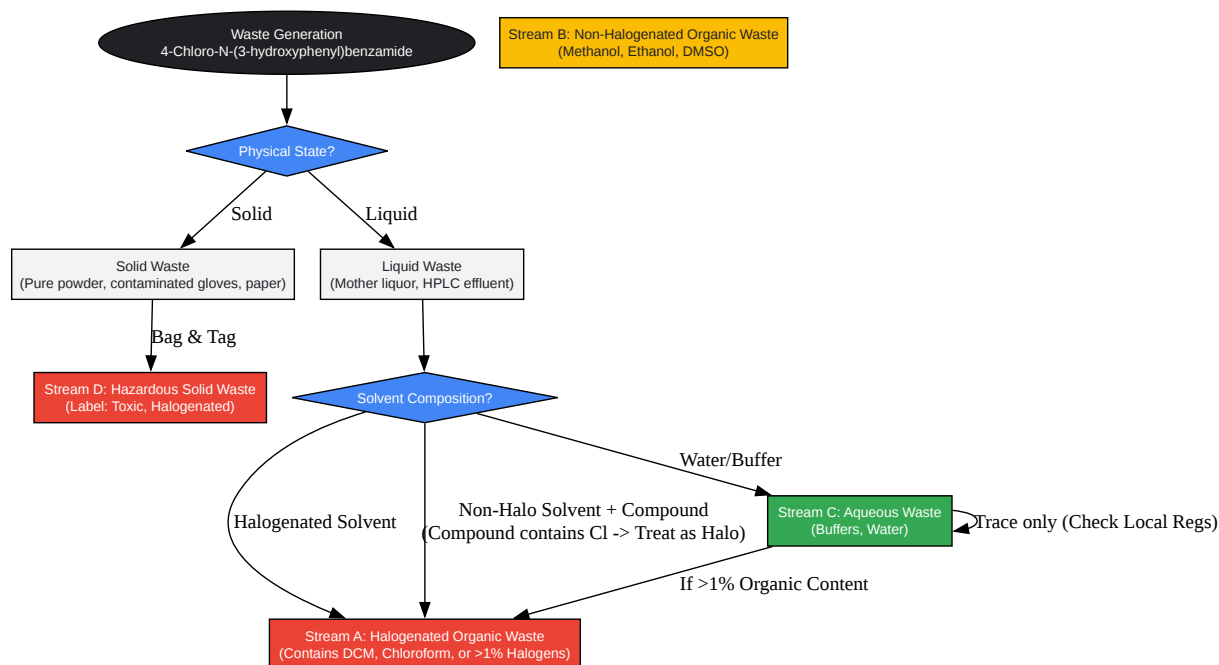 Waste Generation
4-Chloro-N-(3-hydroxyphenyl)benzamide
Stream B: Non-Halogenated Organic Waste
(Methanol, Ethanol, DMSO)
Physical State?
Solid
Liquid
Solid Waste
(Pure powder, contaminated gloves, paper)
Liquid Waste
(Mother liquor, HPLC effluent)
Bag & Tag
Stream D: Hazardous Solid Waste
(Label: Toxic, Halogenated)
Solvent Composition?
Water/Buffer
Halogenated Solvent
Non-Halo Solvent + Compound
(Compound contains Cl -> Treat as Halo)
Stream C: Aqueous Waste
(Buffers, Water)
Trace only (Check Local Regs)
If >1% Organic Content
Stream A: Halogenated Organic Waste
(Contains DCM, Chloroform, or >1% Halogens)